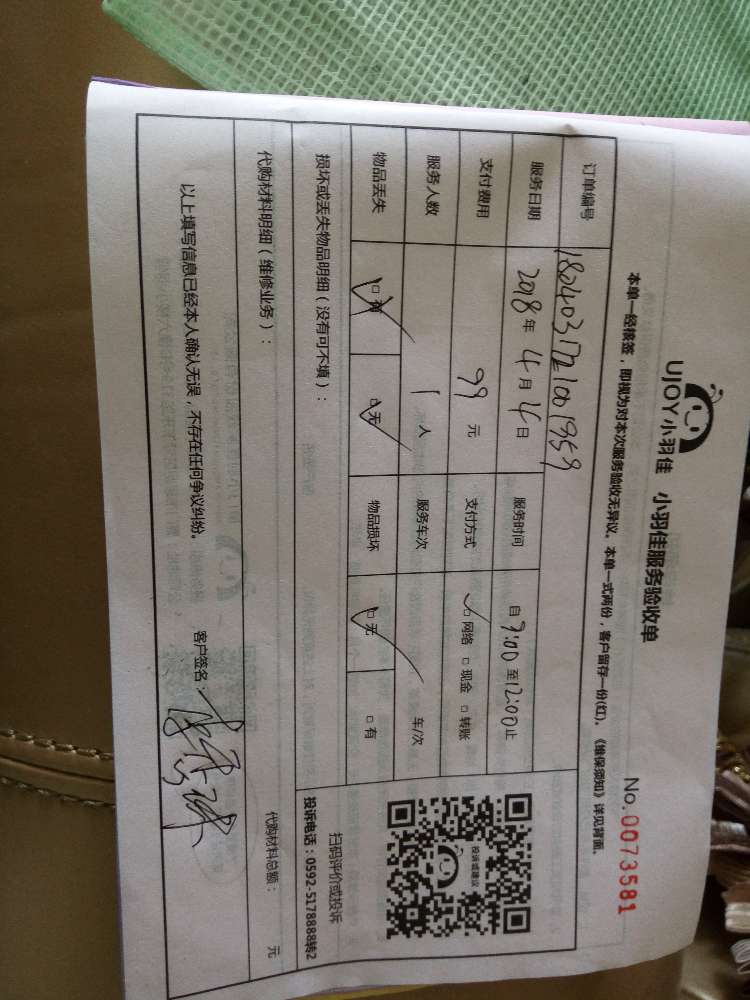 UJOY小羽佳 小羽佳服务验收单
No.0073581
本单一经核签，即视为对本次服务验收无异议。本单一式两份，客户留存一份(红)。《维保须知》详见背面。
订单编号
服务日期 2018年 4月 4日 服务时间 自 9:00 至 12:00 止
支付费用 99 元 支付方式 □网络 □现金 □转账
服务人数 1 人 服务车次 车/次
物品丢失 □有 □无 物品损坏 □无 □有
投诉或建议
扫码评价或投诉
投诉电话：0592-5178888转2
损坏或丢失物品明细（没有可不填）：
代购材料明细（维修业务）： 代购材料总额： 元
以上填写信息已经本人确认无误，不存在任何争议纠纷。 客户签名：